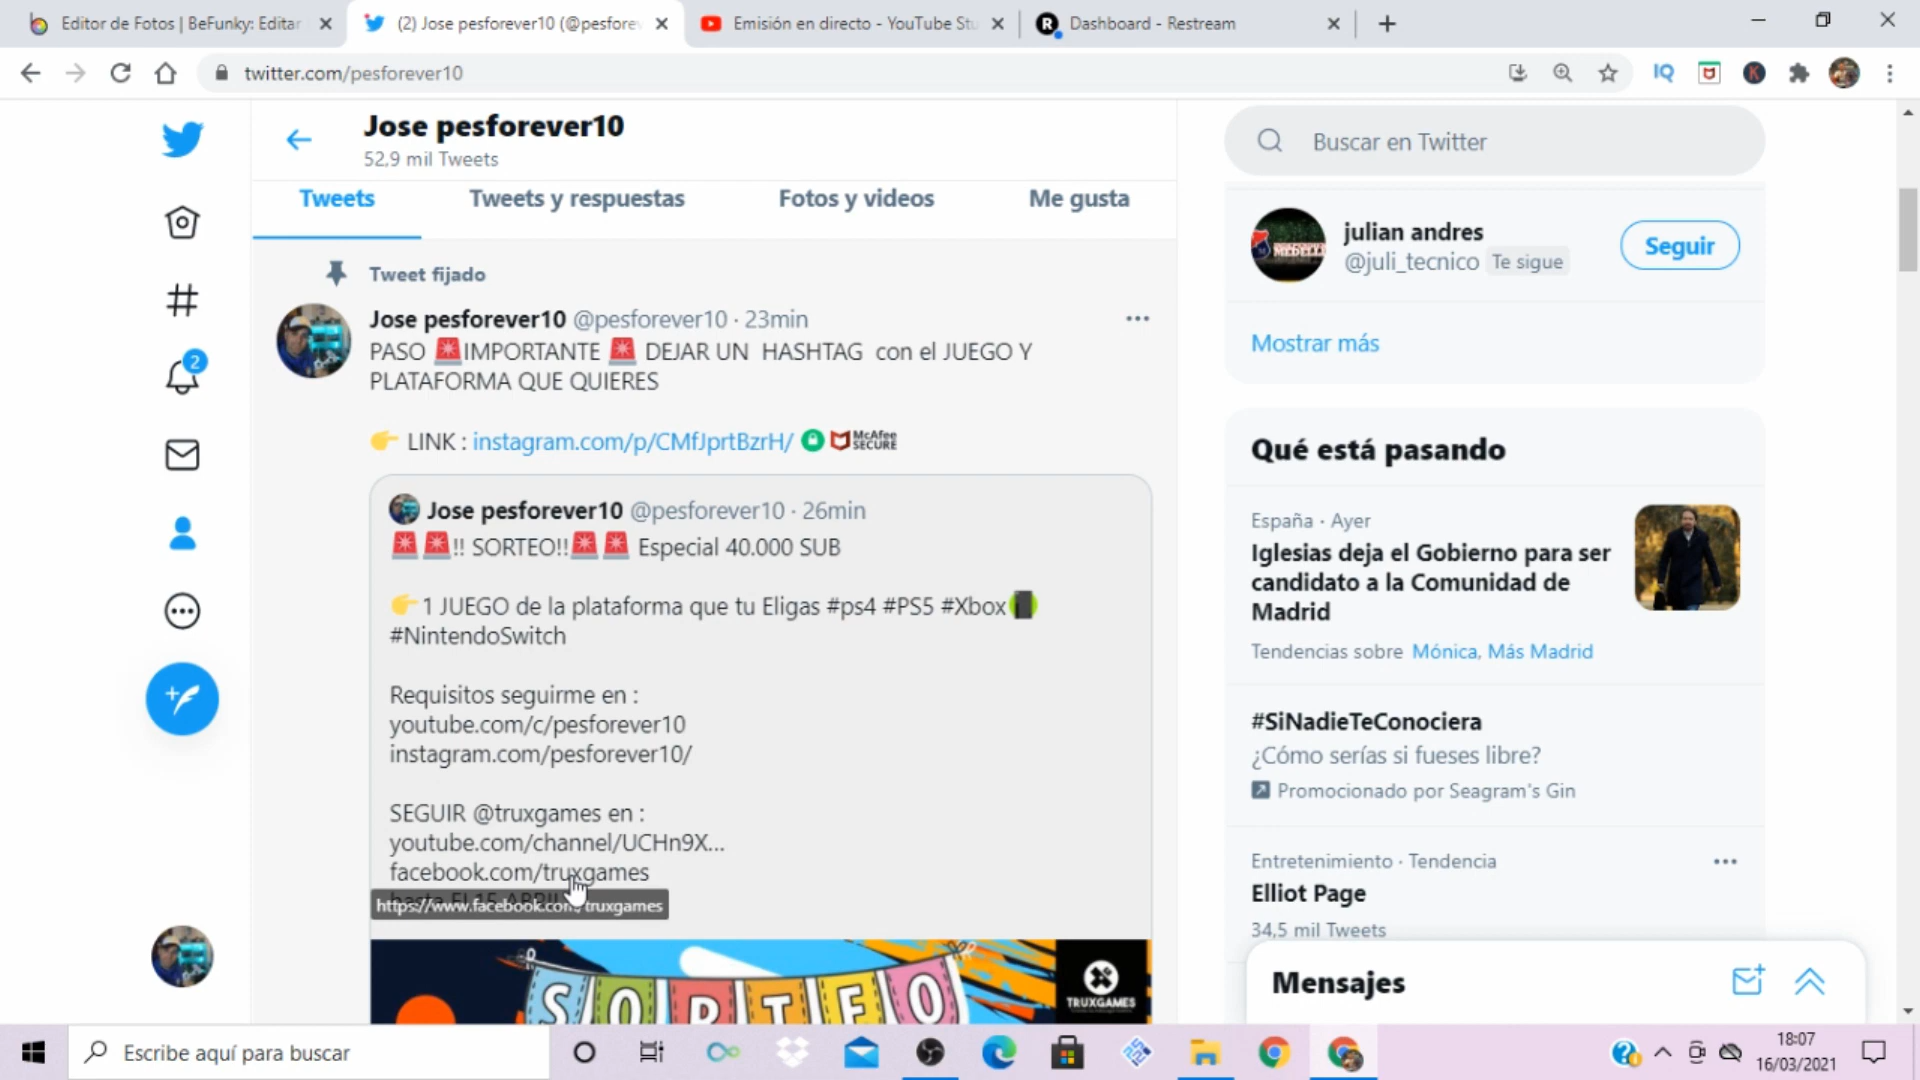 Editor de Fotos | BeFunky: Editar
(2) Jose pesforever10 (@pesforev
Emisión en directo - YouTube Stu
Dashboard - Restream
twitter.com/pesforever10
IQ
K
Jose pesforever10
52,9 mil Tweets
Tweets
Tweets y respuestas
Fotos y videos
Me gusta
Tweet fijado
Jose pesforever10 @pesforever10 · 23min
PASO 🚨IMPORTANTE 🚨 DEJAR UN HASHTAG con el JUEGO Y
PLATAFORMA QUE QUIERES
👉 LINK : instagram.com/p/CMfJprtBzrH/ McAfee SECURE
Jose pesforever10 @pesforever10 · 26min
🚨🚨!! SORTEO!!🚨🚨 Especial 40.000 SUB
👉1 JUEGO de la plataforma que tu Eligas #ps4 #PS5 #Xbox
#NintendoSwitch
Requisitos seguirme en :
youtube.com/c/pesforever10
instagram.com/pesforever10/
SEGUIR @truxgames en :
youtube.com/channel/UCHn9X...
facebook.com/truxgames
hasta El 15 ABRIL
https://www.facebook.com/truxgames
SORTEO
TRUXGAMES
2
Buscar en Twitter
julian andres
@juli_tecnico Te sigue
Seguir
Mostrar más
Qué está pasando
España · Ayer
Iglesias deja el Gobierno para ser
candidato a la Comunidad de
Madrid
Tendencias sobre Mónica, Más Madrid
#SiNadieTeConociera
¿Cómo serías si fueses libre?
Promocionado por Seagram's Gin
Entretenimiento · Tendencia
Elliot Page
34,5 mil Tweets
Mensajes
Escribe aquí para buscar
18:07
16/03/2021